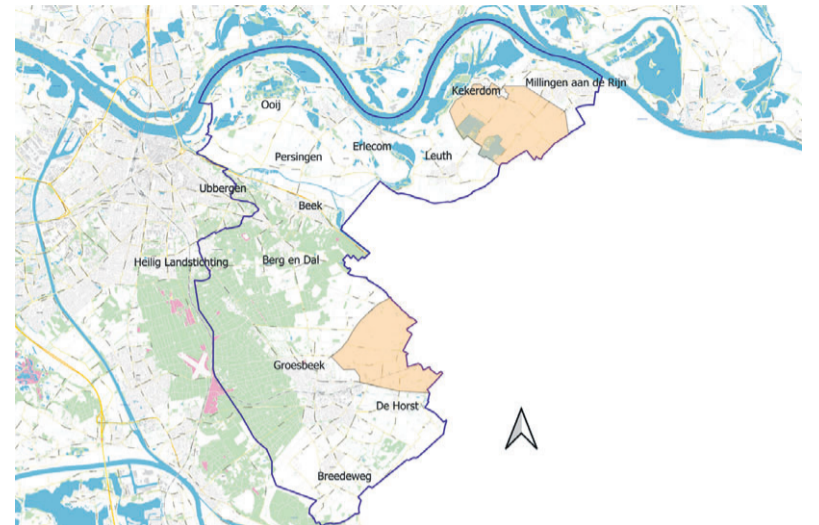 Millingen aan de Rijn
Kekerdom
Ooij
Erlecom
Persingen
Leuth
Ubbergen
Beek
Heilig Landstichting
Berg en Dal
Groesbeek
De Horst
Breedeweg